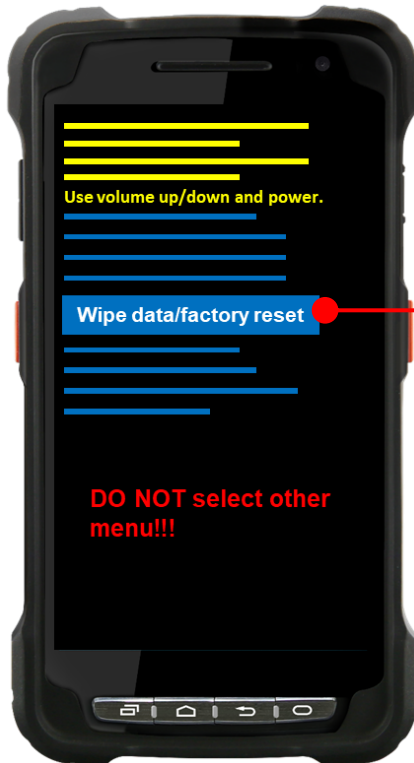 Use volume up/down and power.
Wipe data/factory reset
DO NOT select other
menu!!!